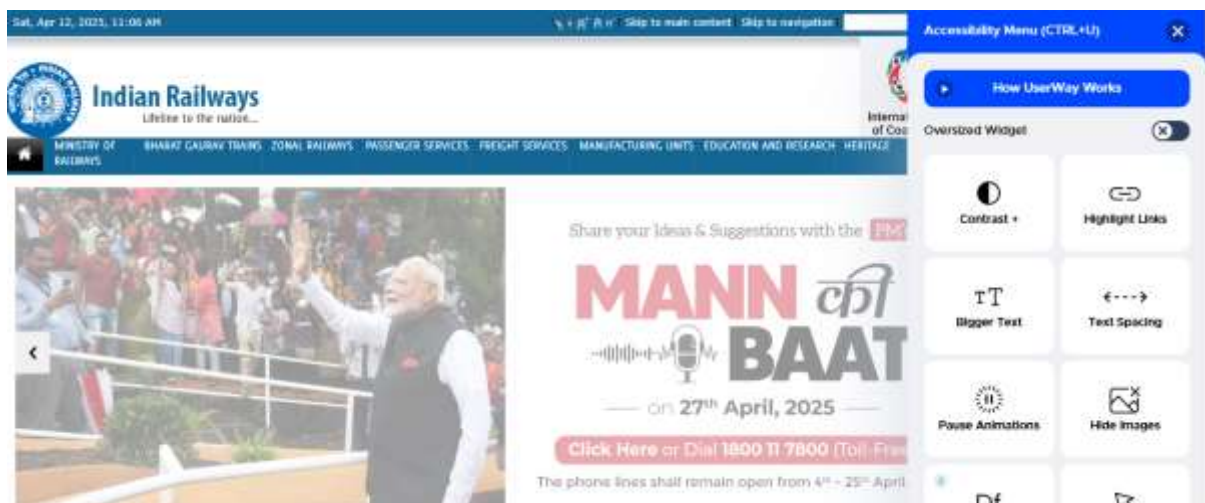 Sat, Apr 12, 2025, 11:06 AM
Skip to main content Skip to navigation
Accessibility Menu (CTRL+U)
Indian Railways
Lifeline to the nation...
How UserWay Works
Oversized Widget
MINISTRY OF RAILWAYS
BHARAT GAURAV TRAINS
ZONAL RAILWAYS
PASSENGER SERVICES
FREIGHT SERVICES
MANUFACTURING UNITS
EDUCATION AND RESEARCH
HERITAGE
Contrast +
Highlight Links
Share your Ideas & Suggestions with the
MANN की
BAAT
on 27th April, 2025
Click Here or Dial 1800 11 7800 (Toll-Free
The phone lines shall remain open from 4th - 25th April
Bigger Text
Text Spacing
Pause Animations
Hide Images
Df